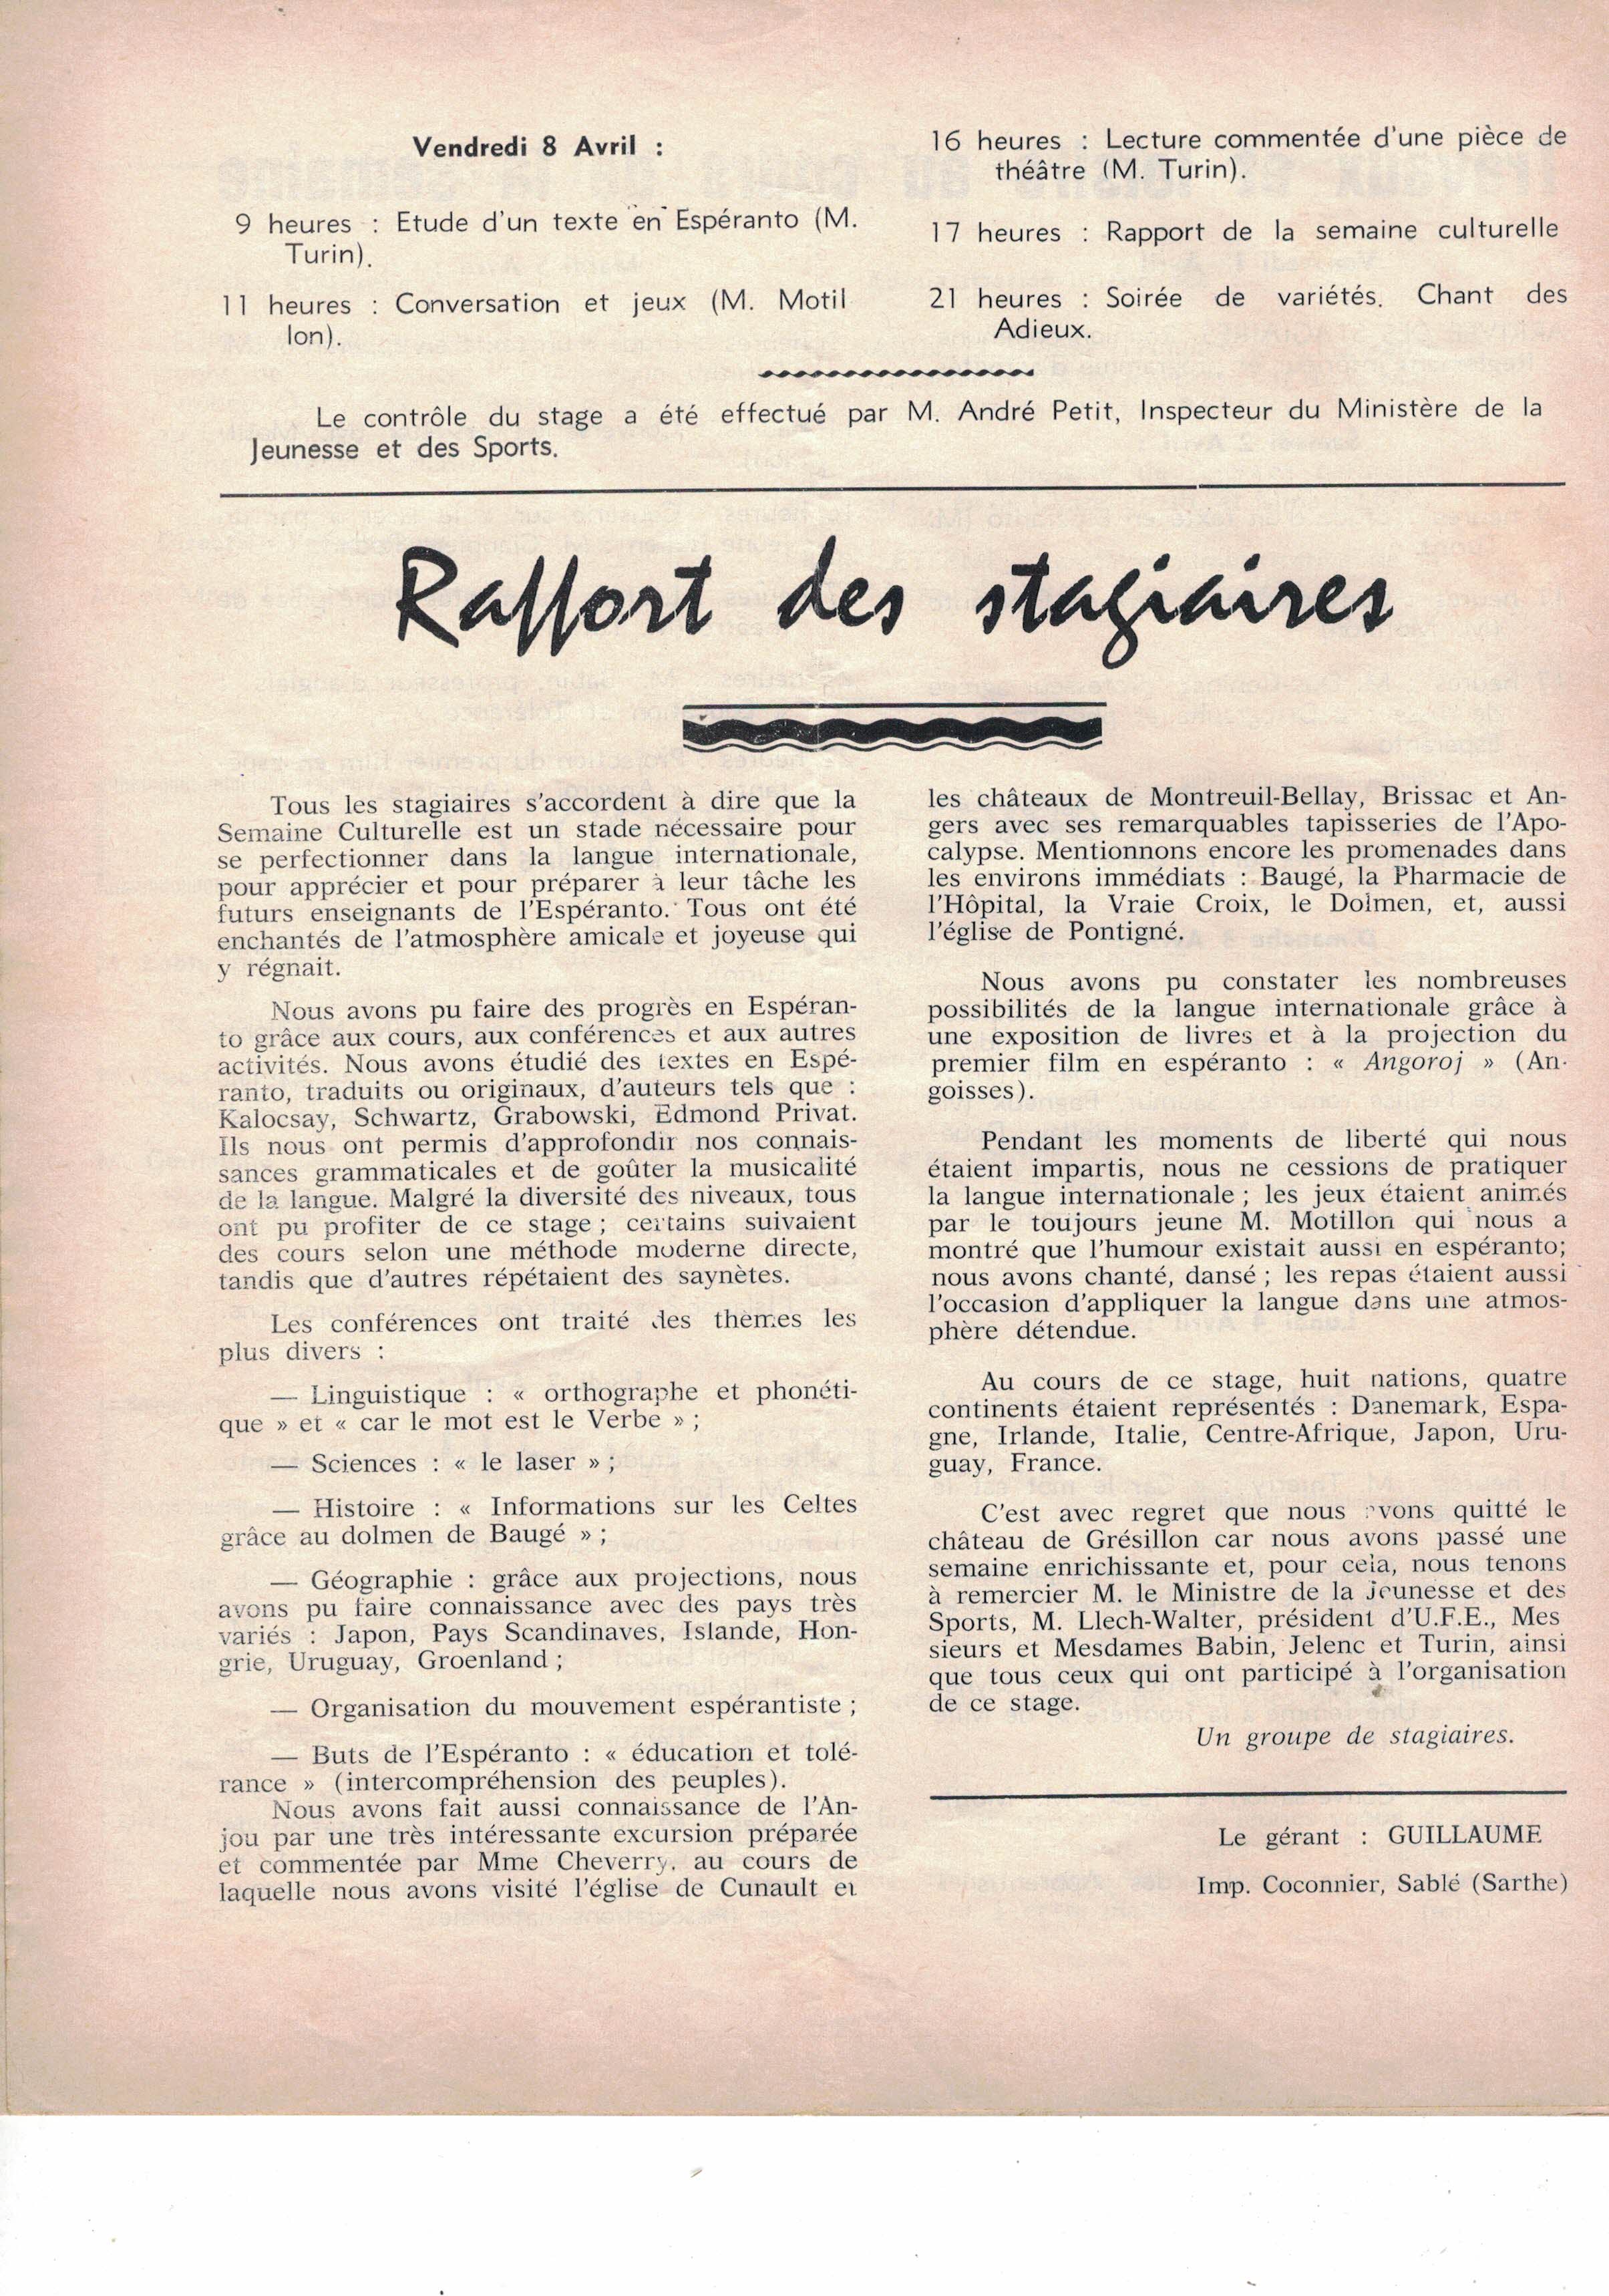 Vendredi 8 Avril :
9 heures : Etude d'un texte en Espéranto (M.
Turin).
11 heures : Conversation et jeux (M. Motil
lon).
16 heures : Lecture commentée d'une pièce de
théâtre (M. Turin).
17 heures : Rapport de la semaine culturelle
21 heures : Soirée de variétés. Chant des
Adieux.
Le contrôle du stage a été effectué par M. André Petit, Inspecteur du Ministère de la
Jeunesse et des Sports.
Rapport des stagiaires
Tous les stagiaires s'accordent à dire que la
Semaine Culturelle est un stade nécessaire pour
se perfectionner dans la langue internationale,
pour apprécier et pour préparer à leur tâche les
futurs enseignants de l'Espéranto. Tous ont été
enchantés de l'atmosphère amicale et joyeuse qui
y régnait.
Nous avons pu faire des progrès en Espéran-
to grâce aux cours, aux conférences et aux autres
activités. Nous avons étudié des textes en Espé-
ranto, traduits ou originaux, d'auteurs tels que :
Kalocsay, Schwartz, Grabowski, Edmond Privat.
Ils nous ont permis d'approfondir nos connais-
sances grammaticales et de goûter la musicalité
de la langue. Malgré la diversité des niveaux, tous
ont pu profiter de ce stage ; certains suivaient
des cours selon une méthode moderne directe,
tandis que d'autres répétaient des saynètes.
Les conférences ont traité des thèmes les
plus divers :
— Linguistique : « orthographe et phonéti-
que » et « car le mot est le Verbe » ;
— Sciences : « le laser » ;
— Histoire : « Informations sur les Celtes
grâce au dolmen de Baugé » ;
— Géographie : grâce aux projections, nous
avons pu faire connaissance avec des pays très
variés : Japon, Pays Scandinaves, Islande, Hon-
grie, Uruguay, Groenland ;
— Organisation du mouvement espérantiste ;
— Buts de l'Espéranto : « éducation et tolé-
rance » (intercompréhension des peuples).
Nous avons fait aussi connaissance de l'An-
jou par une très intéressante excursion préparée
et commentée par Mme Cheverry, au cours de
laquelle nous avons visité l'église de Cunault et
les châteaux de Montreuil-Bellay, Brissac et An-
gers avec ses remarquables tapisseries de l'Apo-
calypse. Mentionnons encore les promenades dans
les environs immédiats : Baugé, la Pharmacie de
l'Hôpital, la Vraie Croix, le Dolmen, et, aussi
l'église de Pontigné.
Nous avons pu constater les nombreuses
possibilités de la langue internationale grâce à
une exposition de livres et à la projection du
premier film en espéranto : « Angoroj » (An-
goisses).
Pendant les moments de liberté qui nous
étaient impartis, nous ne cessions de pratiquer
la langue internationale ; les jeux étaient animés
par le toujours jeune M. Motillon qui nous a
montré que l'humour existait aussi en espéranto;
nous avons chanté, dansé ; les repas étaient aussi
l'occasion d'appliquer la langue dans une atmos-
phère détendue.
Au cours de ce stage, huit nations, quatre
continents étaient représentés : Danemark, Espa-
gne, Irlande, Italie, Centre-Afrique, Japon, Uru-
guay, France.
C'est avec regret que nous avons quitté le
château de Grésillon car nous avons passé une
semaine enrichissante et, pour cela, nous tenons
à remercier M. le Ministre de la Jeunesse et des
Sports, M. Llech-Walter, président d'U.F.E., Mes
sieurs et Mesdames Babin, Jelenc et Turin, ainsi
que tous ceux qui ont participé à l'organisation
de ce stage.
Un groupe de stagiaires.
Le gérant : GUILLAUME
Imp. Coconnier, Sablé (Sarthe)